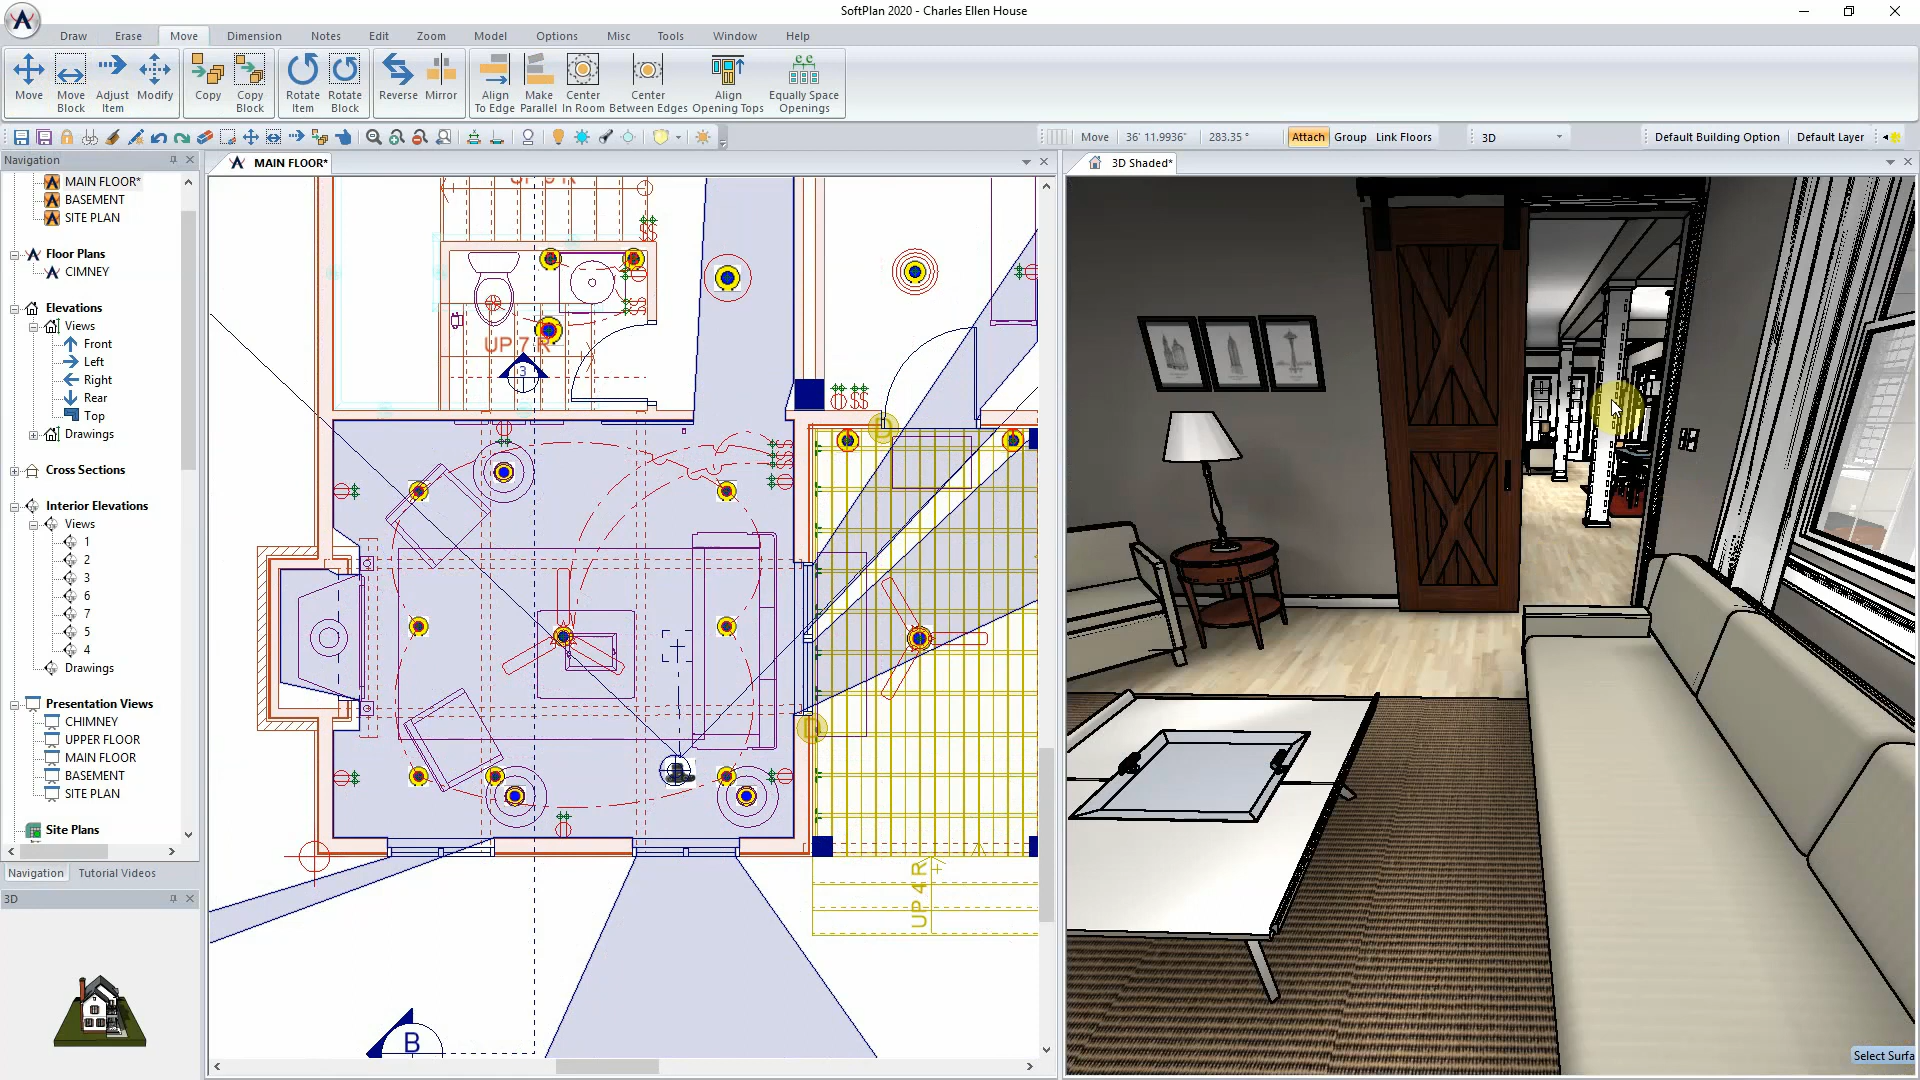 SoftPlan 2020 - Charles Ellen House
Draw Erase Move Dimension Notes Edit Zoom Model Options Misc Tools Window Help
Move
Move Block
Adjust Item
Modify
Copy
Copy Block
Rotate Item
Rotate Block
Reverse
Mirror
Align To Edge
Make Parallel
Center In Room
Center Between Edges
Align Opening Tops
Equally Space Openings
Move 36' 11.9936" 283.35 ° Attach Group Link Floors 3D Default Building Option Default Layer
Navigation
MAIN FLOOR*
3D Shaded*
MAIN FLOOR*
BASEMENT
SITE PLAN
Floor Plans
CIMNEY
Elevations
Views
Front
Left
Right
Rear
Top
Drawings
Cross Sections
Interior Elevations
Views
1
2
3
6
7
5
4
Drawings
Presentation Views
CHIMNEY
UPPER FLOOR
MAIN FLOOR
BASEMENT
SITE PLAN
Site Plans
Navigation Tutorial Videos
3D
UP 7 R
3
UP 4 R
B
Select Surfa